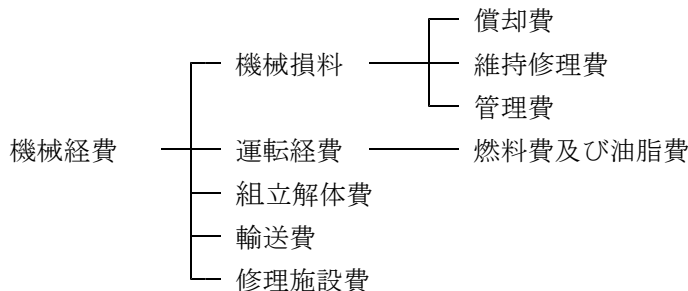 償却費
機械損料 維持修理費
管理費
機械経費 運転経費 燃料費及び油脂費
組立解体費
輸送費
修理施設費